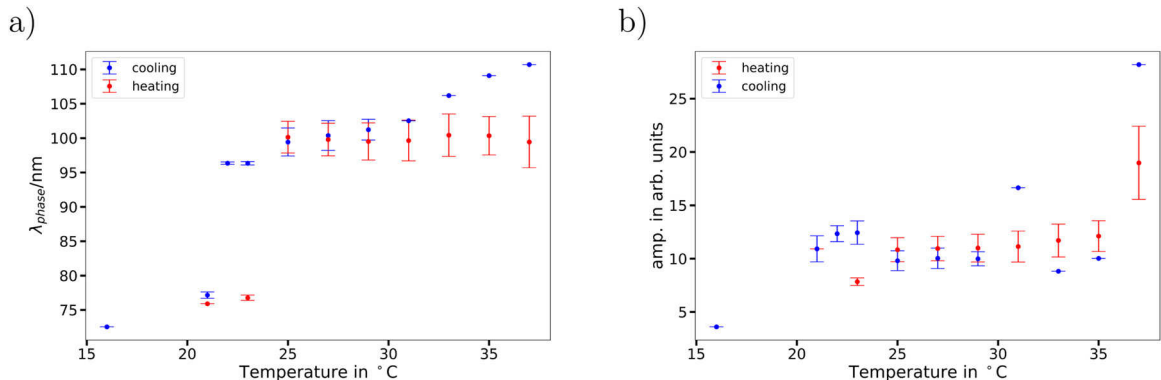 a)
cooling
heating
110
105
100
95
90
85
80
75
λphase/nm
15
20
25
30
35
Temperature in °C
b)
heating
cooling
25
20
15
10
5
amp. in arb. units
15
20
25
30
35
Temperature in °C